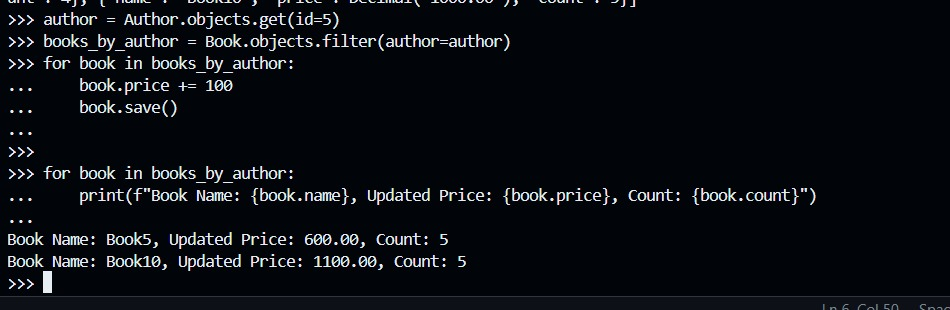 >>> author = Author.objects.get(id=5)
>>> books_by_author = Book.objects.filter(author=author)
>>> for book in books_by_author:
...     book.price += 100
...     book.save()
...
>>>
>>> for book in books_by_author:
...     print(f"Book Name: {book.name}, Updated Price: {book.price}, Count: {book.count}")
...
Book Name: Book5, Updated Price: 600.00, Count: 5
Book Name: Book10, Updated Price: 1100.00, Count: 5
>>>
Ln 6, Col 50